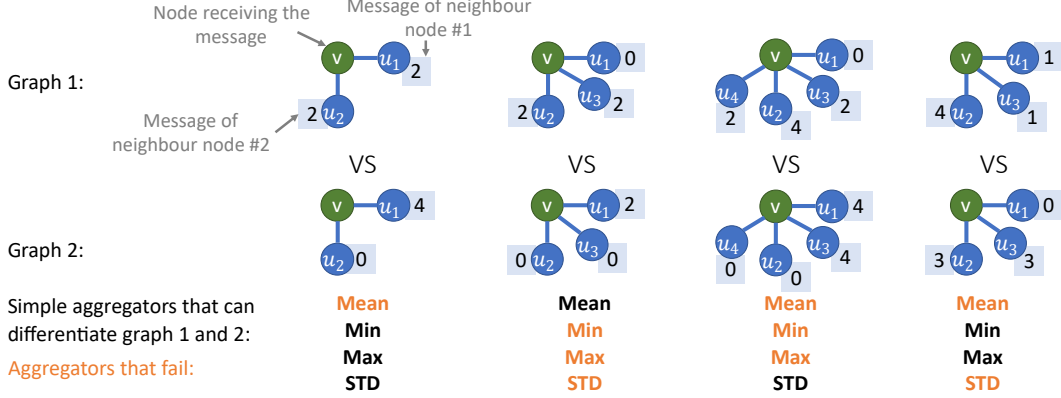 Node receiving the message
Message of neighbour node #1
Graph 1:
v u₁ 2
2 u₂
Message of neighbour node #2
v u₁ 0
2 u₂ u₃ 2
v u₁ 0
u₄ 2 u₂ 4 u₃ 2
v u₁ 1
4 u₂ u₃ 1
VS VS VS VS
Graph 2:
v u₁ 4
u₂ 0
v u₁ 2
0 u₂ u₃ 0
v u₁ 4
u₄ 0 u₂ 0 u₃ 4
v u₁ 0
3 u₂ u₃ 3
Simple aggregators that can
differentiate graph 1 and 2:
Aggregators that fail:
Mean Mean Mean Mean
Min Min Min Min
Max Max Max Max
STD STD STD STD